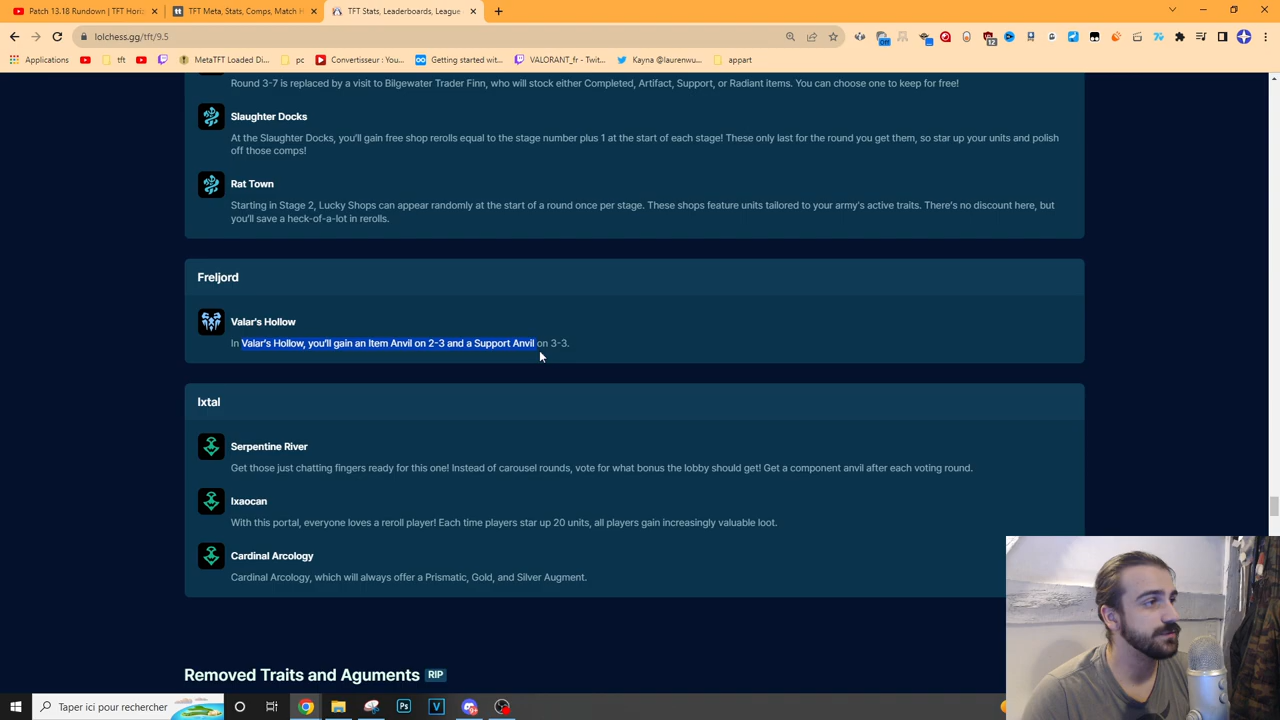 Patch 13.18 Rundown | TFT Horiz
TFT Meta, Stats, Comps, Match H
TFT Stats, Leaderboards, League
lolchess.gg/tft/9.5
Applications
tft
MetaTFT Loaded Di...
pc
Convertisseur : You...
Getting started wit...
VALORANT_fr - Twit...
Kayna @laurenwu...
appart
Round 3-7 is replaced by a visit to Bilgewater Trader Finn, who will stock either Completed, Artifact, Support, or Radiant items. You can choose one to keep for free!
Slaughter Docks
At the Slaughter Docks, you'll gain free shop rerolls equal to the stage number plus 1 at the start of each stage! These only last for the round you get them, so star up your units and polish
off those comps!
Rat Town
Starting in Stage 2, Lucky Shops can appear randomly at the start of a round once per stage. These shops feature units tailored to your army's active traits. There's no discount here, but
you'll save a heck-of-a-lot in rerolls.
Freljord
Valar's Hollow
In Valar's Hollow, you'll gain an Item Anvil on 2-3 and a Support Anvil on 3-3.
Ixtal
Serpentine River
Get those just chatting fingers ready for this one! Instead of carousel rounds, vote for what bonus the lobby should get! Get a component anvil after each voting round.
Ixaocan
With this portal, everyone loves a reroll player! Each time players star up 20 units, all players gain increasingly valuable loot.
Cardinal Arcology
Cardinal Arcology, which will always offer a Prismatic, Gold, and Silver Augment.
Removed Traits and Aguments RIP
Taper ici pour rechercher